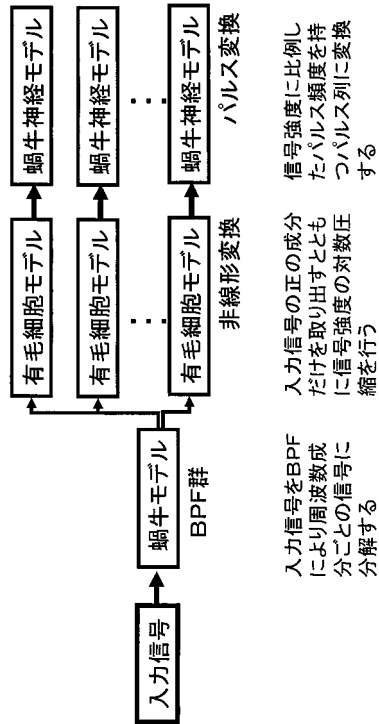 入力信号
蝸牛モデル
BPF群
有毛細胞モデル
有毛細胞モデル
・・・
有毛細胞モデル
非線形変換
蝸牛神経モデル
蝸牛神経モデル
・・・
蝸牛神経モデル
パルス変換
入力信号をBPF
により周波数成
分ごとの信号に
分解する
入力信号の正の成分
だけを取り出すととも
に信号強度の対数圧
縮を行う
信号強度に比例し
たパルス頻度を持
つパルス列に変換
する